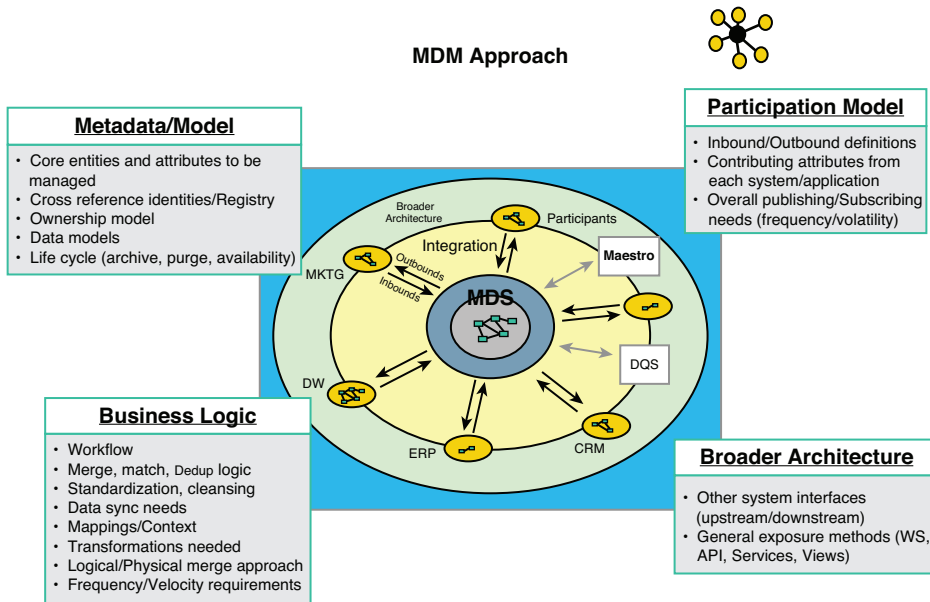 MDM Approach
Metadata/Model
• Core entities and attributes to be
managed
• Cross reference identities/Registry
• Ownership model
• Data models
• Life cycle (archive, purge, availability)
Participation Model
• Inbound/Outbound definitions
• Contributing attributes from
each system/application
• Overall publishing/Subscribing
needs (frequency/volatility)
Broader
Architecture
Participants
Integration
Maestro
MKTG
Outbounds
Inbounds
MDS
DQS
DW
ERP
CRM
Business Logic
• Workflow
• Merge, match, Dedup logic
• Standardization, cleansing
• Data sync needs
• Mappings/Context
• Transformations needed
• Logical/Physical merge approach
• Frequency/Velocity requirements
Broader Architecture
• Other system interfaces
(upstream/downstream)
• General exposure methods (WS,
API, Services, Views)